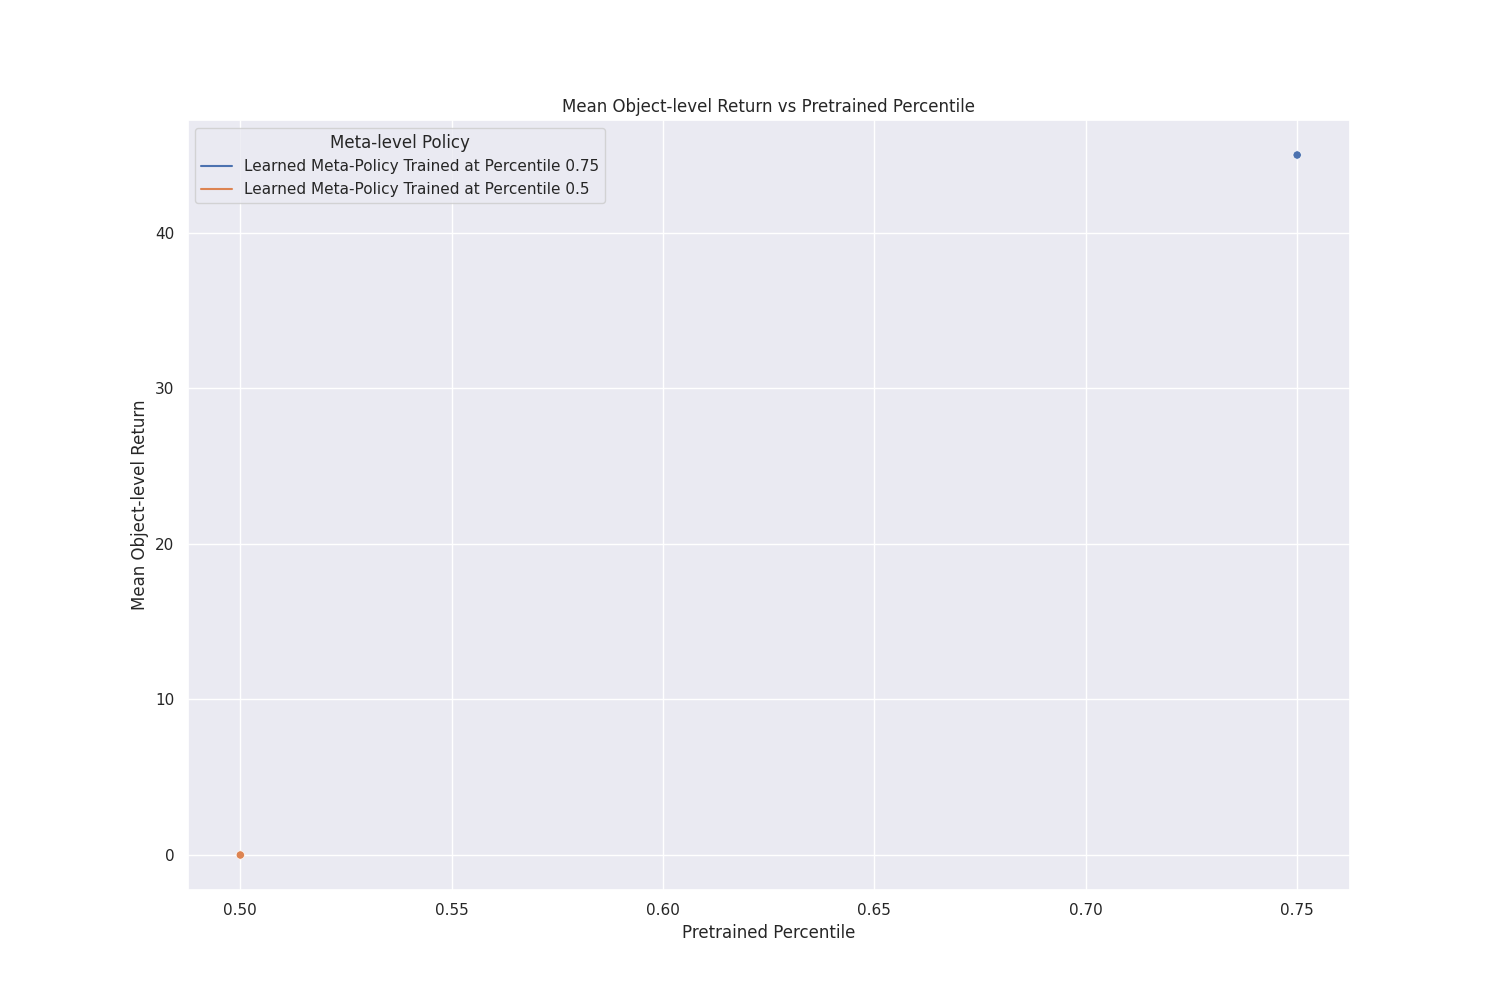 Mean Object-level Return vs Pretrained Percentile
Meta-level Policy
Learned Meta-Policy Trained at Percentile 0.75
Learned Meta-Policy Trained at Percentile 0.5
Mean Object-level Return
40
30
20
10
0
0.50 0.55 0.60 0.65 0.70 0.75
Pretrained Percentile